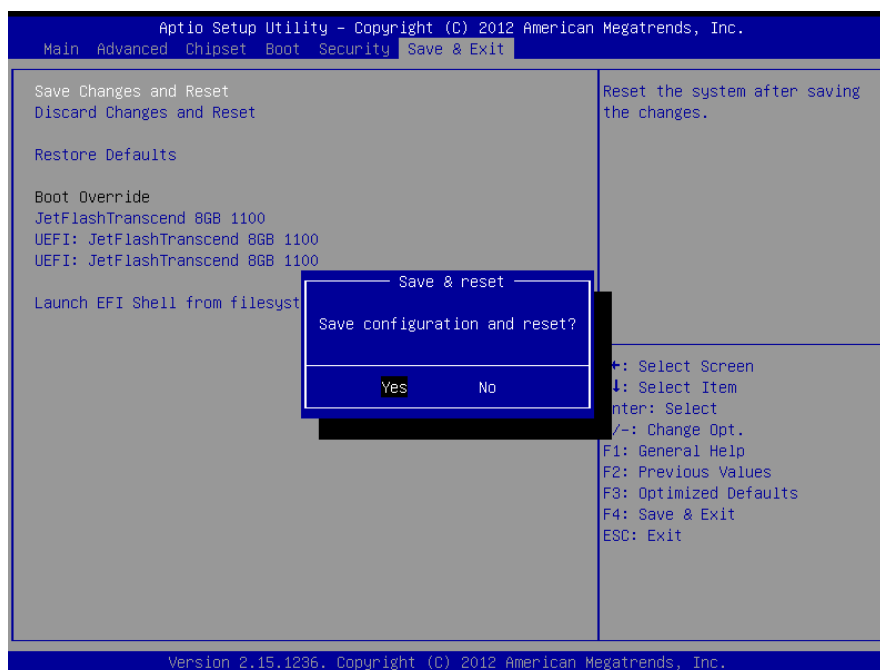 Aptio Setup Utility – Copyright (C) 2012 American Megatrends, Inc.
Main Advanced Chipset Boot Security Save & Exit
Save Changes and Reset
Discard Changes and Reset
Restore Defaults
Boot Override
JetFlashTranscend 8GB 1100
UEFI: JetFlashTranscend 8GB 1100
UEFI: JetFlashTranscend 8GB 1100
Launch EFI Shell from filesyst
Save & reset
Save configuration and reset?
Yes No
Reset the system after saving
the changes.
: Select Screen
: Select Item
nter: Select
/-: Change Opt.
F1: General Help
F2: Previous Values
F3: Optimized Defaults
F4: Save & Exit
ESC: Exit
Version 2.15.1236. Copyright (C) 2012 American Megatrends, Inc.